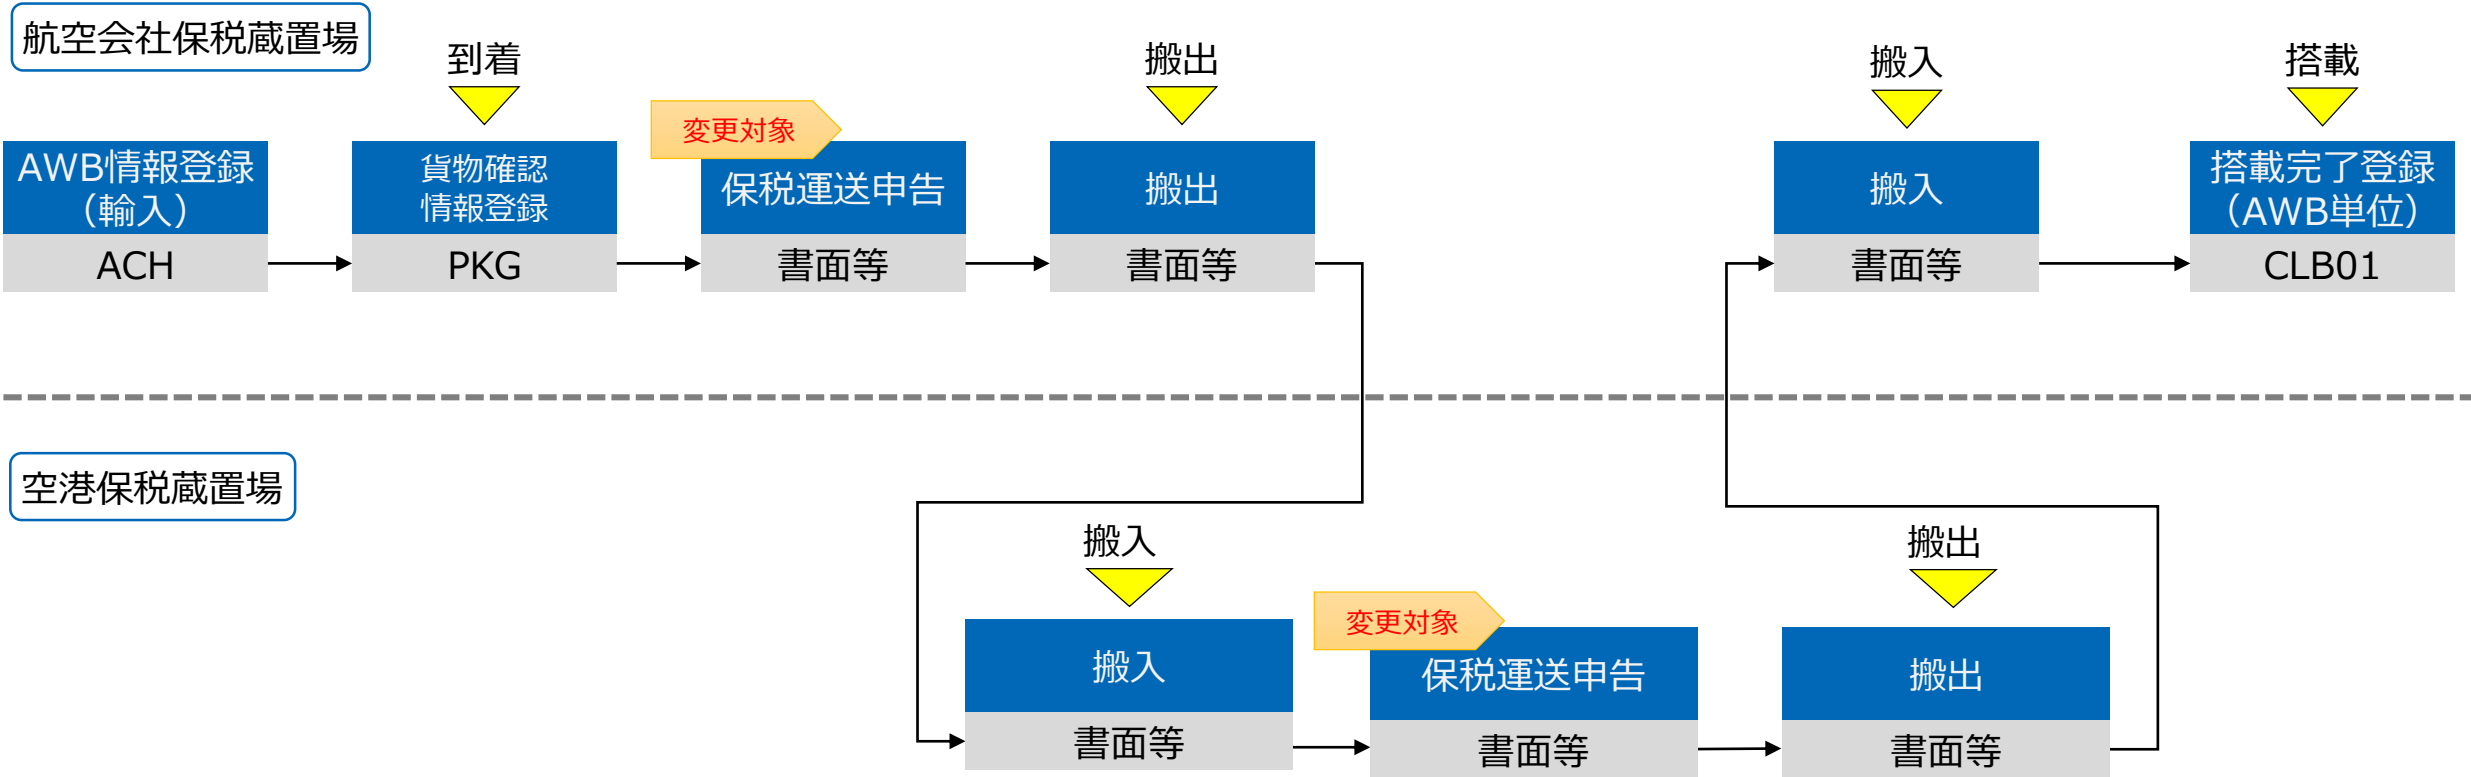 航空会社保税蔵置場
到着
搬出
搬入
搭載
変更対象
AWB情報登録
（輸入）
ACH
貨物確認
情報登録
PKG
保税運送申告
書面等
搬出
書面等
搬入
書面等
搭載完了登録
（AWB単位）
CLB01
空港保税蔵置場
搬入
搬出
変更対象
搬入
書面等
保税運送申告
書面等
搬出
書面等